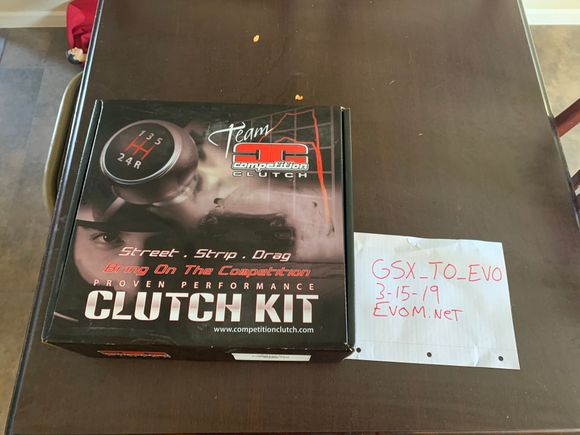 1 3 5
2 4 R
Team
CC
competition
CLUTCH
Street . Strip . Drag
Bring On The Competition
PROVEN PERFORMANCE
CLUTCH KIT
www.competitionclutch.com
GSX_TO_EVO
3-15-19
EVOM.NET